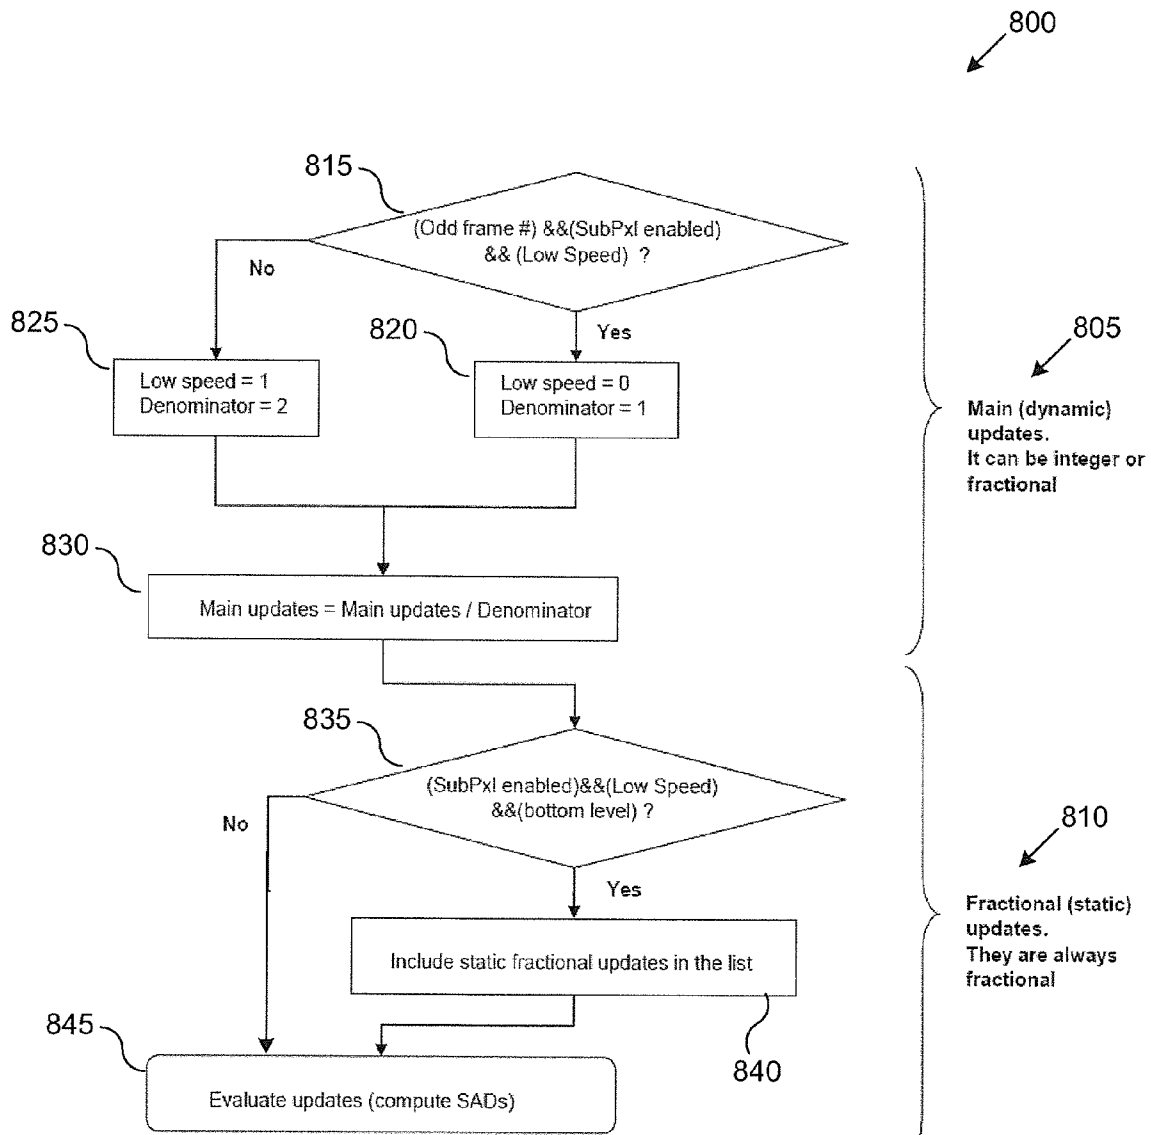 800
815
(Odd frame #) &&(SubPxl enabled)
&& (Low Speed) ?
No
Yes
825
820
805
Low speed = 1
Denominator = 2
Low speed = 0
Denominator = 1
Main (dynamic)
updates.
It can be integer or
fractional
830
Main updates = Main updates / Denominator
835
(SubPxl enabled)&&(Low Speed)
&&(bottom level) ?
No
Yes
810
Fractional (static)
updates.
They are always
fractional
Include static fractional updates in the list
840
845
Evaluate updates (compute SADs)